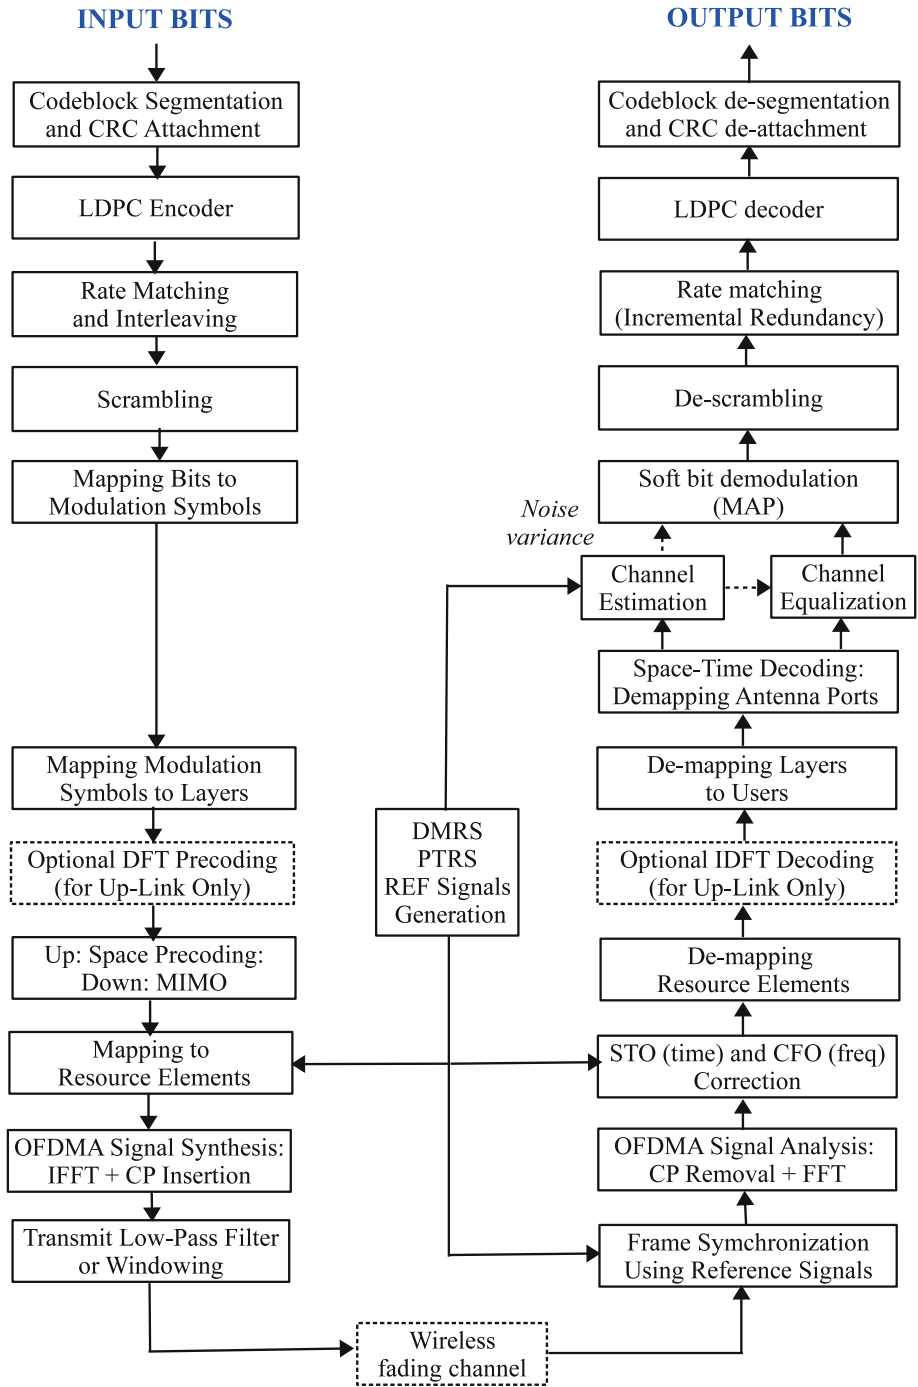 INPUT BITS
Codeblock Segmentation
and CRC Attachment
LDPC Encoder
Rate Matching
and Interleaving
Scrambling
Mapping Bits to
Modulation Symbols
Mapping Modulation
Symbols to Layers
Optional DFT Precoding
(for Up-Link Only)
Up: Space Precoding:
Down: MIMO
Mapping to
Resource Elements
OFDMA Signal Synthesis:
IFFT + CP Insertion
Transmit Low-Pass Filter
or Windowing
Wireless
fading channel
DMRS
PTRS
REF Signals
Generation
OUTPUT BITS
Codeblock de-segmentation
and CRC de-attachment
LDPC decoder
Rate matching
(Incremental Redundancy)
De-scrambling
Soft bit demodulation
(MAP)
Noise
variance
Channel
Estimation
Channel
Equalization
Space-Time Decoding:
Demapping Antenna Ports
De-mapping Layers
to Users
Optional IDFT Decoding
(for Up-Link Only)
De-mapping
Resource Elements
STO (time) and CFO (freq)
Correction
OFDMA Signal Analysis:
CP Removal + FFT
Frame Symchronization
Using Reference Signals